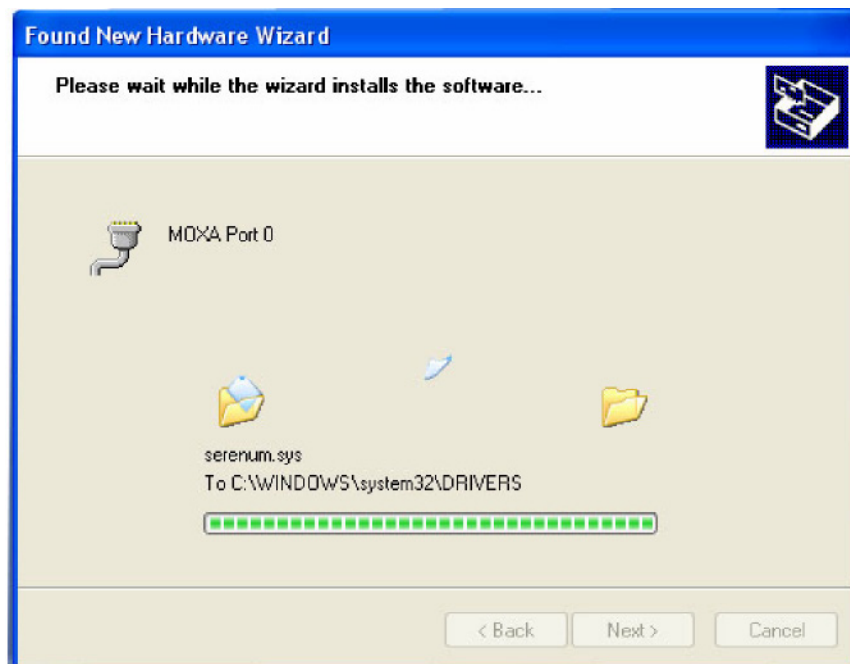 Found New Hardware Wizard
Please wait while the wizard installs the software...
MOXA Port 0
serenum.sys
To C:\WINDOWS\system32\DRIVERS
< Back
Next >
Cancel